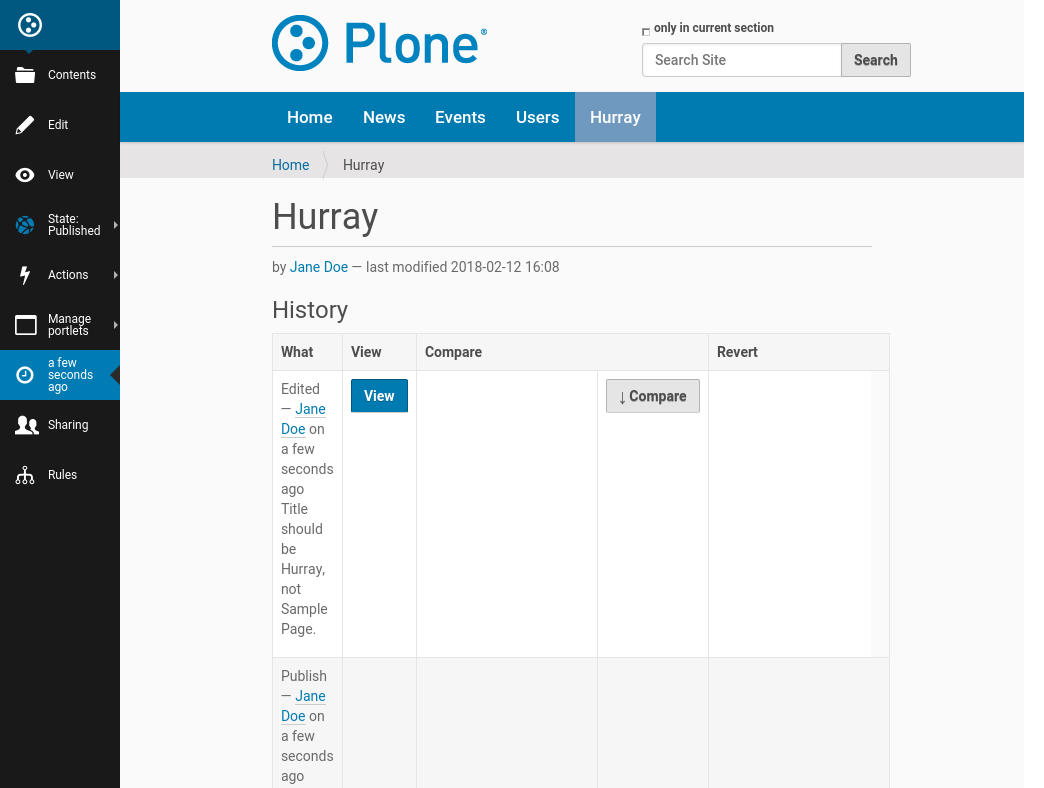 Contents
Edit
View
State:
Published
Actions
Manage
portlets
a few
seconds
ago
Sharing
Rules
Plone®
only in current section
Search Site
Search
Home
News
Events
Users
Hurray
Home
Hurray
Hurray
by Jane Doe — last modified 2018-02-12 16:08
History
What
View
Compare
Revert
Edited
— Jane
Doe on
a few
seconds
ago
Title
should
be
Hurray,
not
Sample
Page.
View
↓ Compare
Publish
— Jane
Doe on
a few
seconds
ago